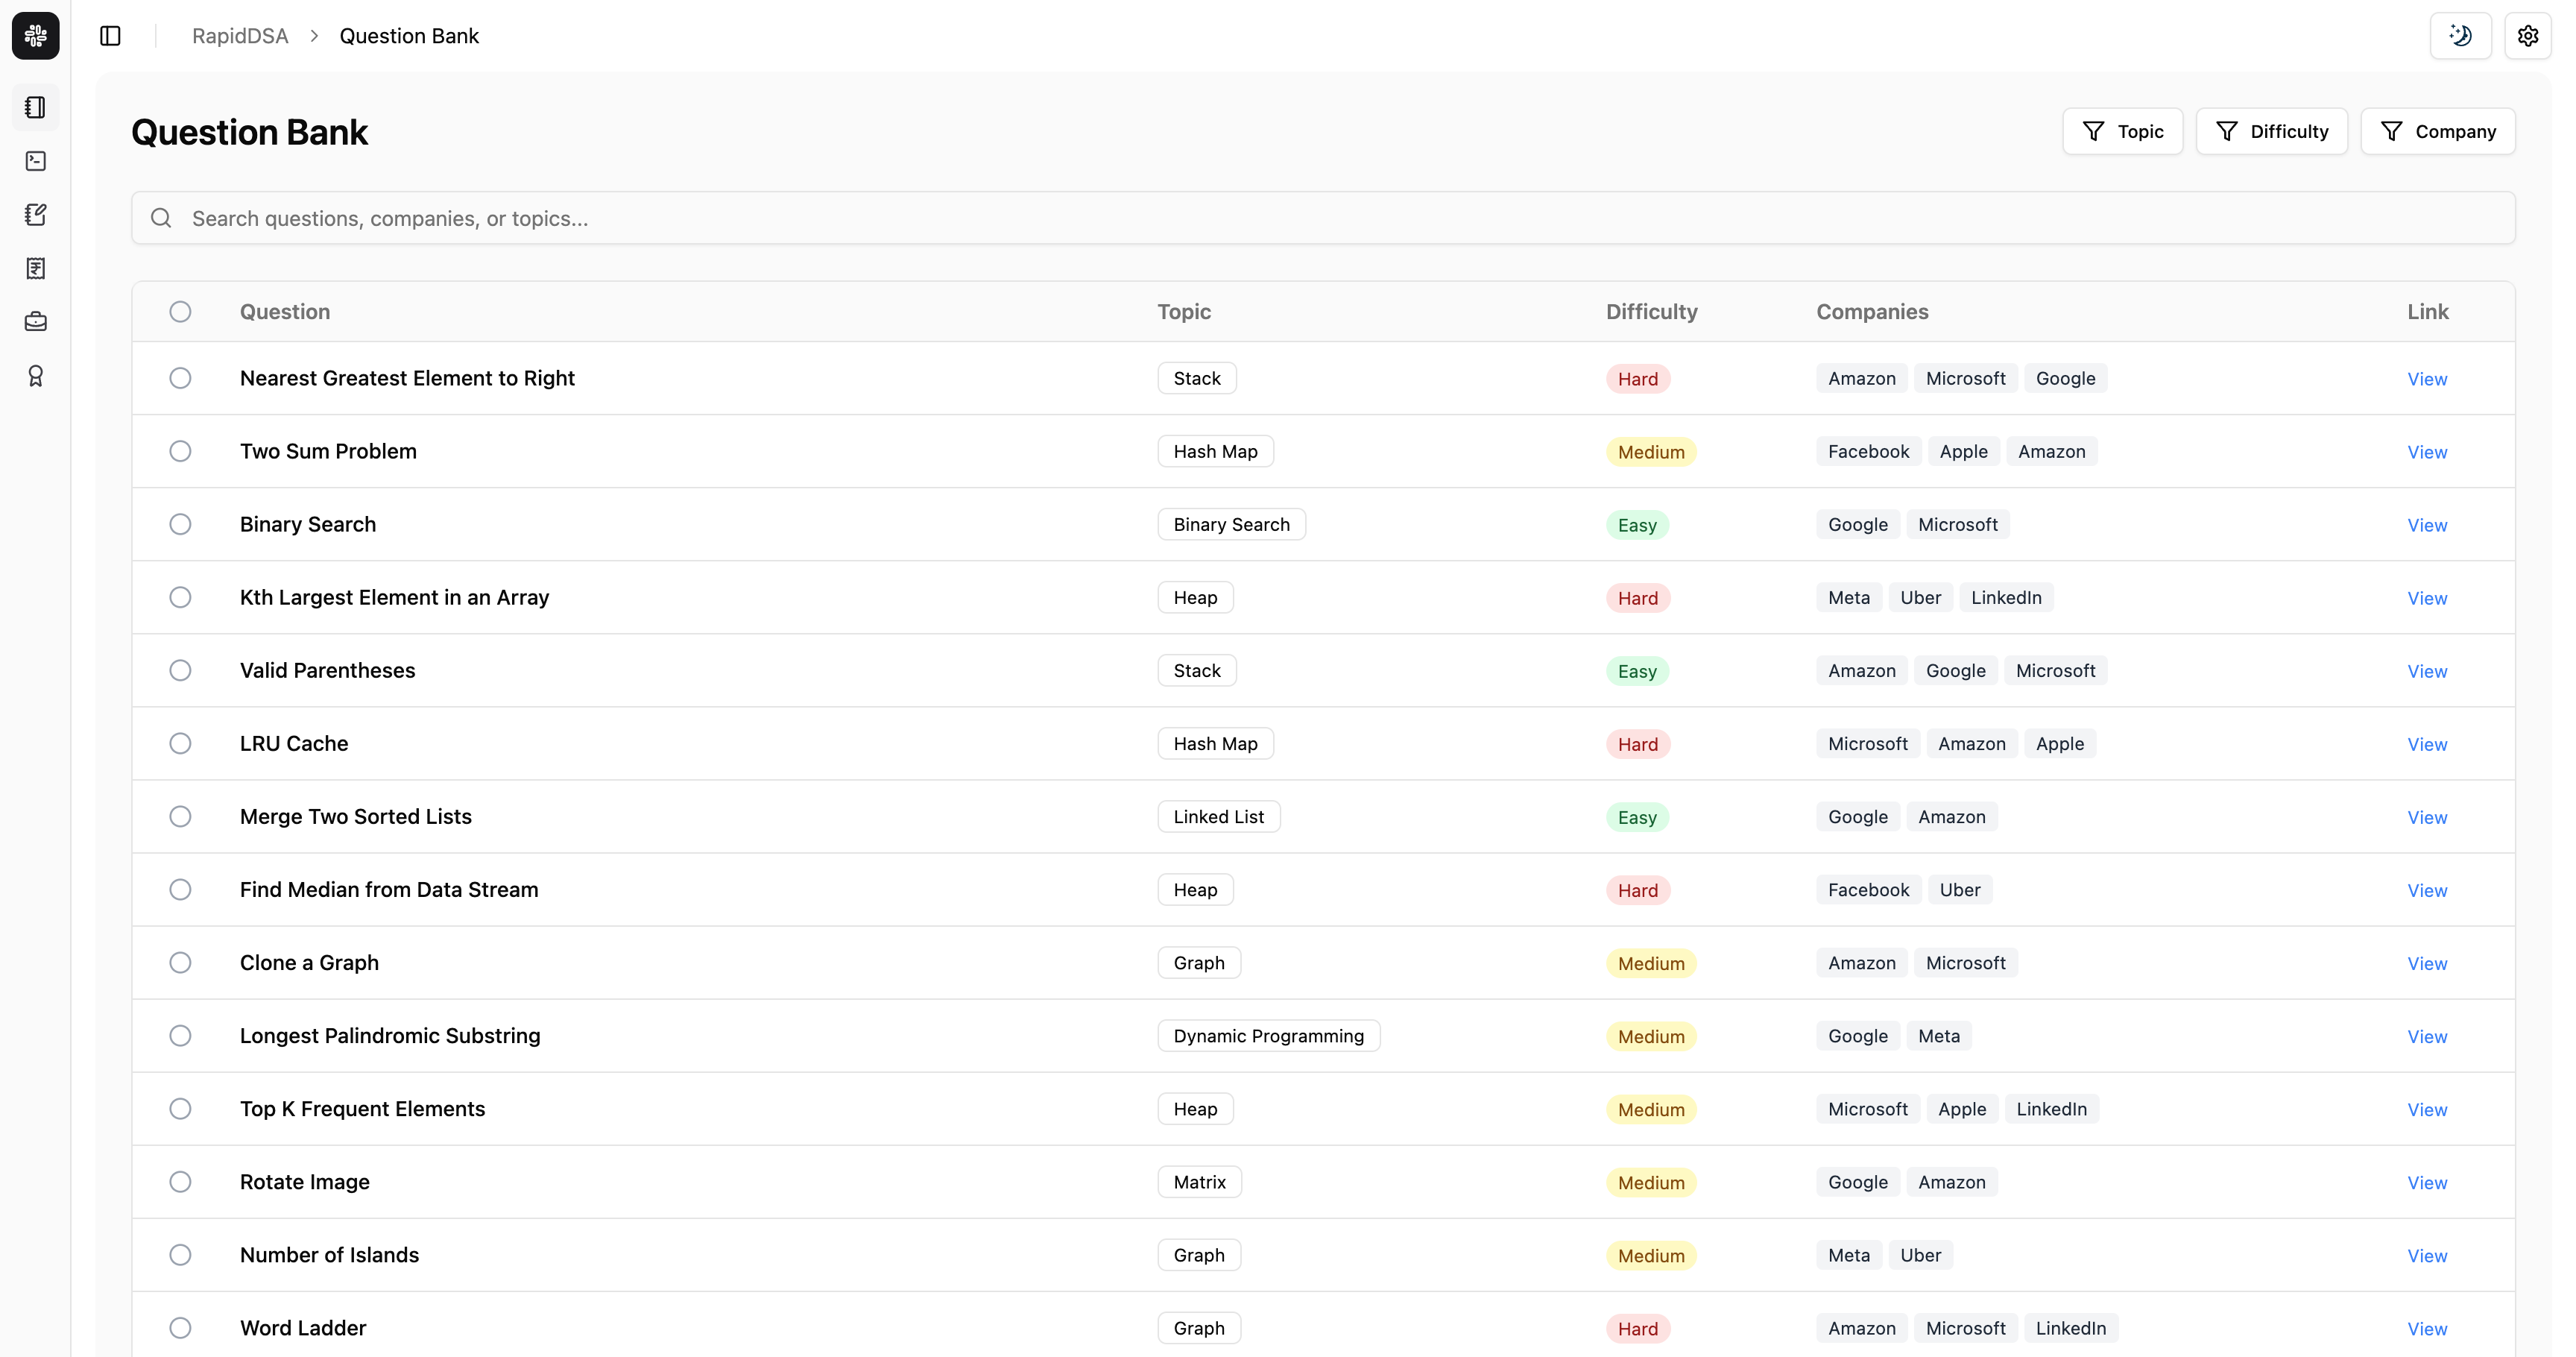 RapidDSA > Question Bank
Question Bank
Topic Difficulty Company
Search questions, companies, or topics...
Question Topic Difficulty Companies Link
Nearest Greatest Element to Right Stack Hard Amazon Microsoft Google View
Two Sum Problem Hash Map Medium Facebook Apple Amazon View
Binary Search Binary Search Easy Google Microsoft View
Kth Largest Element in an Array Heap Hard Meta Uber LinkedIn View
Valid Parentheses Stack Easy Amazon Google Microsoft View
LRU Cache Hash Map Hard Microsoft Amazon Apple View
Merge Two Sorted Lists Linked List Easy Google Amazon View
Find Median from Data Stream Heap Hard Facebook Uber View
Clone a Graph Graph Medium Amazon Microsoft View
Longest Palindromic Substring Dynamic Programming Medium Google Meta View
Top K Frequent Elements Heap Medium Microsoft Apple LinkedIn View
Rotate Image Matrix Medium Google Amazon View
Number of Islands Graph Medium Meta Uber View
Word Ladder Graph Hard Amazon Microsoft LinkedIn View